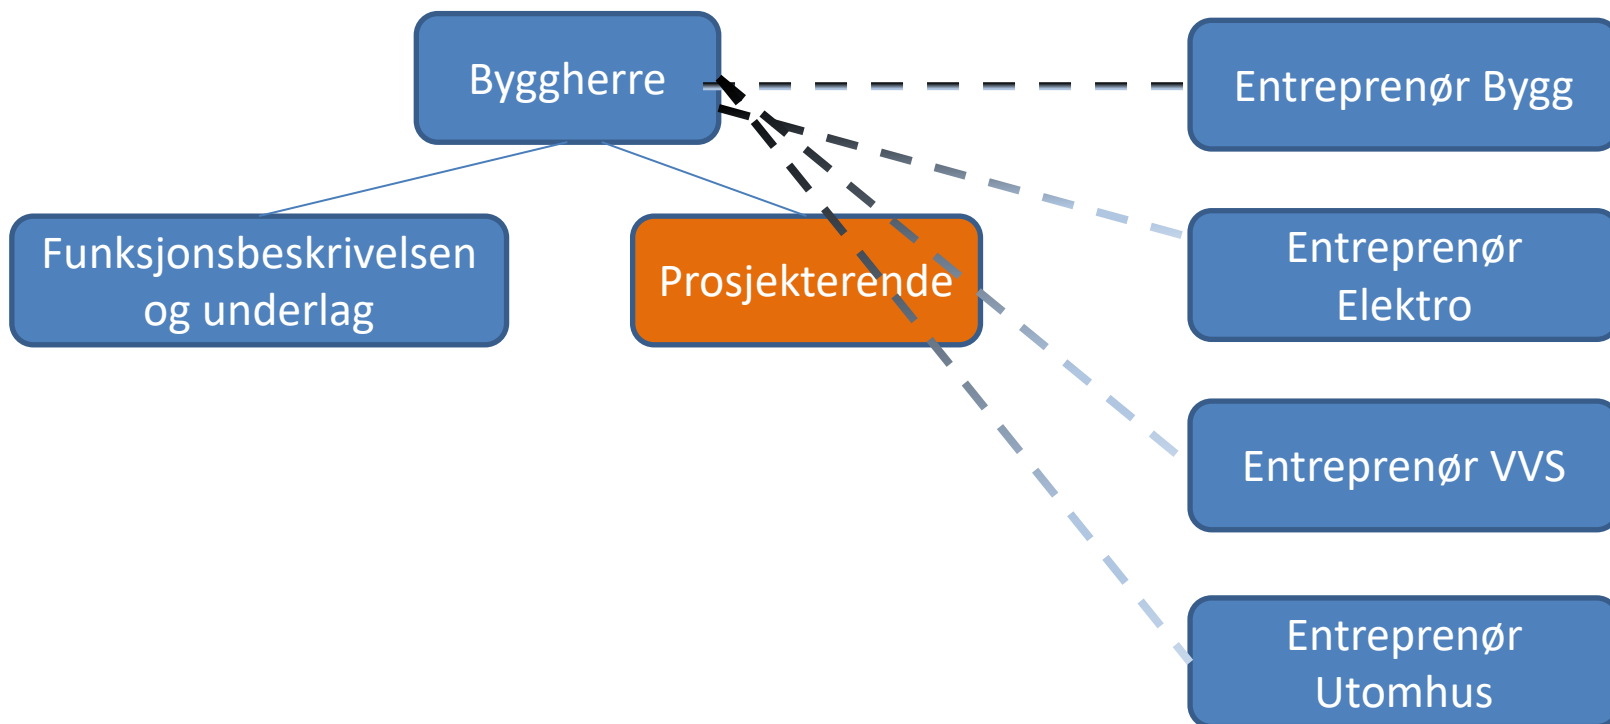 Byggherre
Entreprenør Bygg
Funksjonsbeskrivelsen
og underlag
Prosjekterende
Entreprenør
Elektro
Entreprenør VVS
Entreprenør
Utomhus